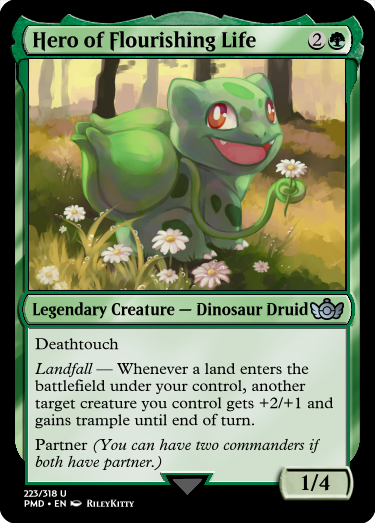 Hero of Flourishing Life 2
Legendary Creature — Dinosaur Druid
Deathtouch
Landfall — Whenever a land enters the
battlefield under your control, another
target creature you control gets +2/+1 and
gains trample until end of turn.
Partner (You can have two commanders if
both have partner.)
1/4
223/318 U
PMD • EN RileyKitty